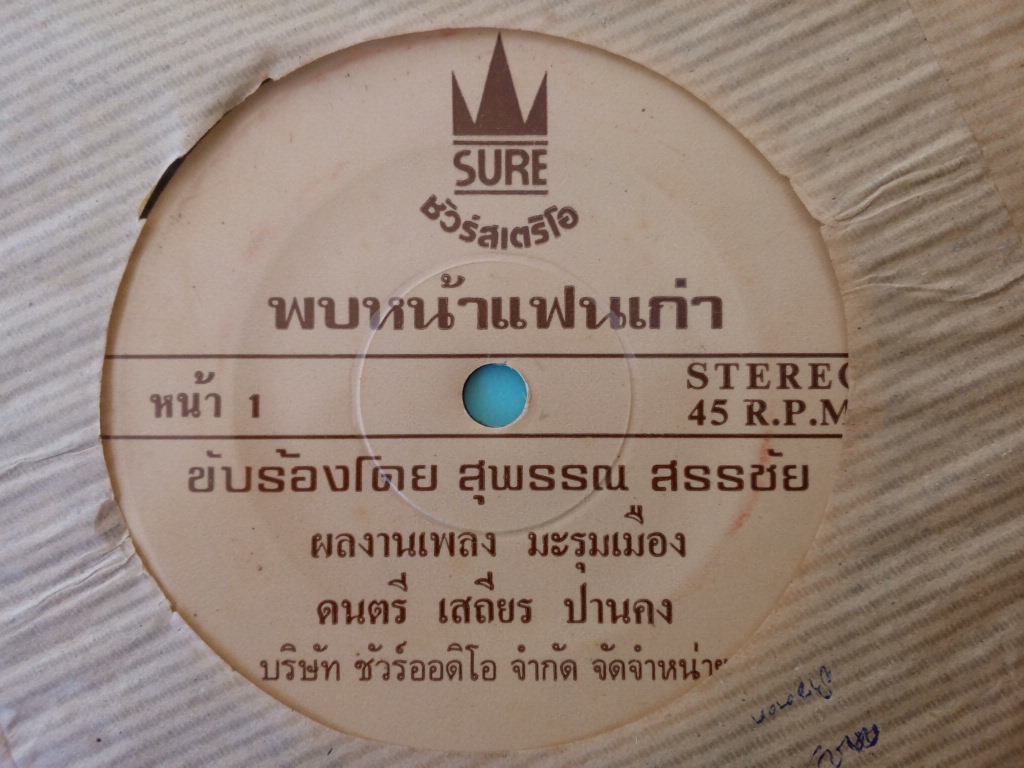 SURE
ชัวร์สเตริโอ
พบหน้าแฟนเก่า
หน้า 1
STEREO
45 R.P.M
ขับร้องโดย สุพรรณ สรรชัย
ผลงานเพลง มะรุมเมือง
ดนตรี เสถียร ปานคง
บริษัท ชัวร์ออดิโอ จำกัด จัดจำหน่าย